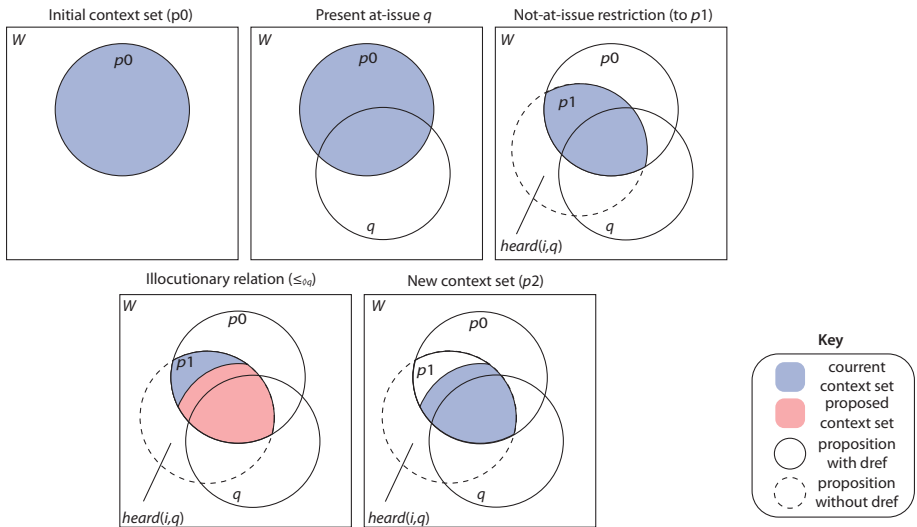 Initial context set (p0)
Present at-issue q
Not-at-issue restriction (to p1)
W
p0
W
p0
q
W
p0
p1
q
heard(i,q)
Illocutionary relation (≤◊q)
New context set (p2)
W
p0
p1
q
heard(i,q)
W
p0
p1
q
heard(i,q)
Key
courrent
context set
proposed
context set
proposition
with dref
proposition
without dref